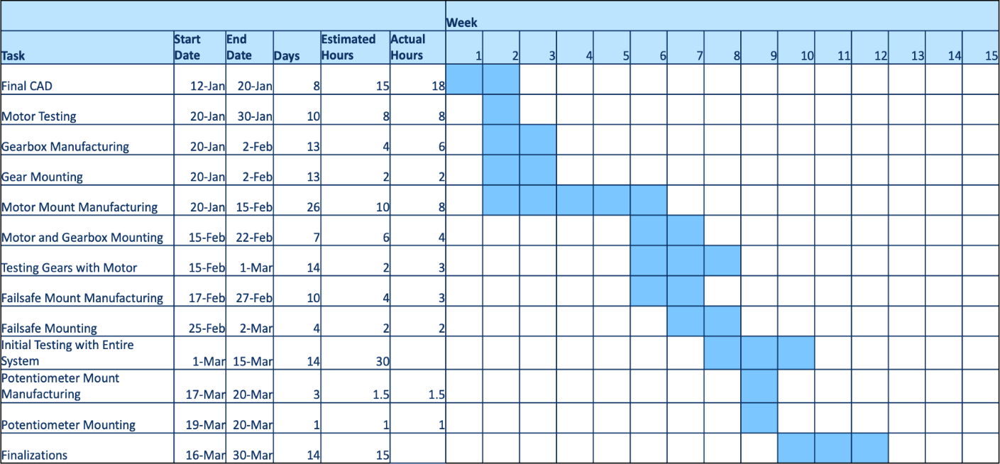 Week
Task Start Date End Date Days Estimated Hours Actual Hours 1 2 3 4 5 6 7 8 9 10 11 12 13 14 15
Final CAD 12-Jan 20-Jan 8 15 18
Motor Testing 20-Jan 30-Jan 10 8 8
Gearbox Manufacturing 20-Jan 2-Feb 13 4 6
Gear Mounting 20-Jan 2-Feb 13 2 2
Motor Mount Manufacturing 20-Jan 15-Feb 26 10 8
Motor and Gearbox Mounting 15-Feb 22-Feb 7 6 4
Testing Gears with Motor 15-Feb 1-Mar 14 2 3
Failsafe Mount Manufacturing 17-Feb 27-Feb 10 4 3
Failsafe Mounting 25-Feb 2-Mar 4 2 2
Initial Testing with Entire
System 1-Mar 15-Mar 14 30
Potentiometer Mount
Manufacturing 17-Mar 20-Mar 3 1.5 1.5
Potentiometer Mounting 19-Mar 20-Mar 1 1 1
Finalizations 16-Mar 30-Mar 14 15